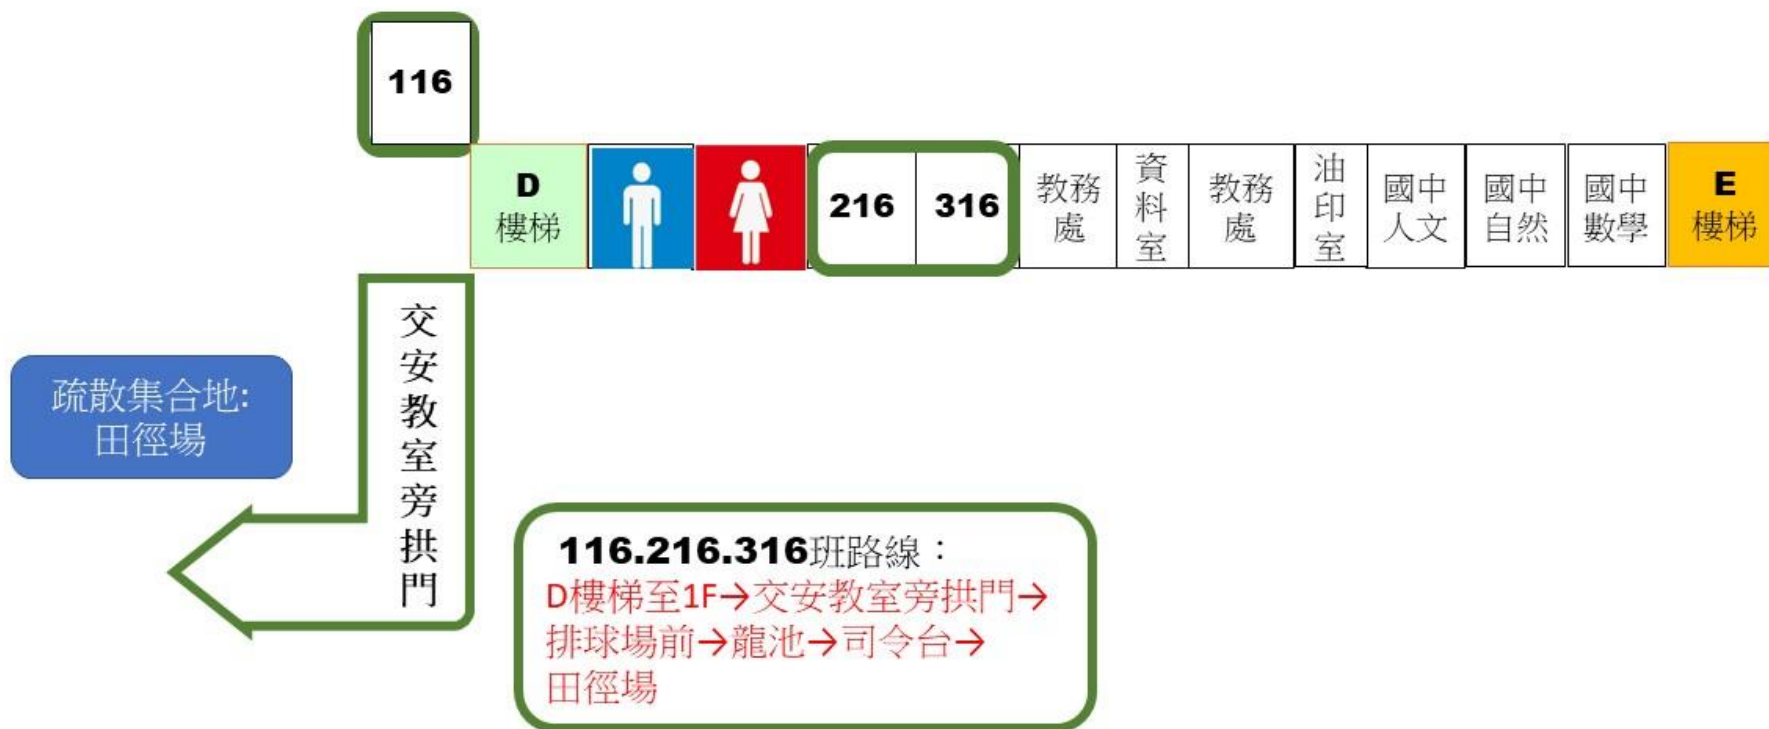 116
D
樓梯
216
316
教務
處
資
料
室
教務
處
油
印
室
國中
人文
國中
自然
國中
數學
E
樓梯
交
安
教
室
旁
拱
門
疏散集合地:
田徑場
116.216.316班路線：
D樓梯至1F→交安教室旁拱門→
排球場前→龍池→司令台→
田徑場